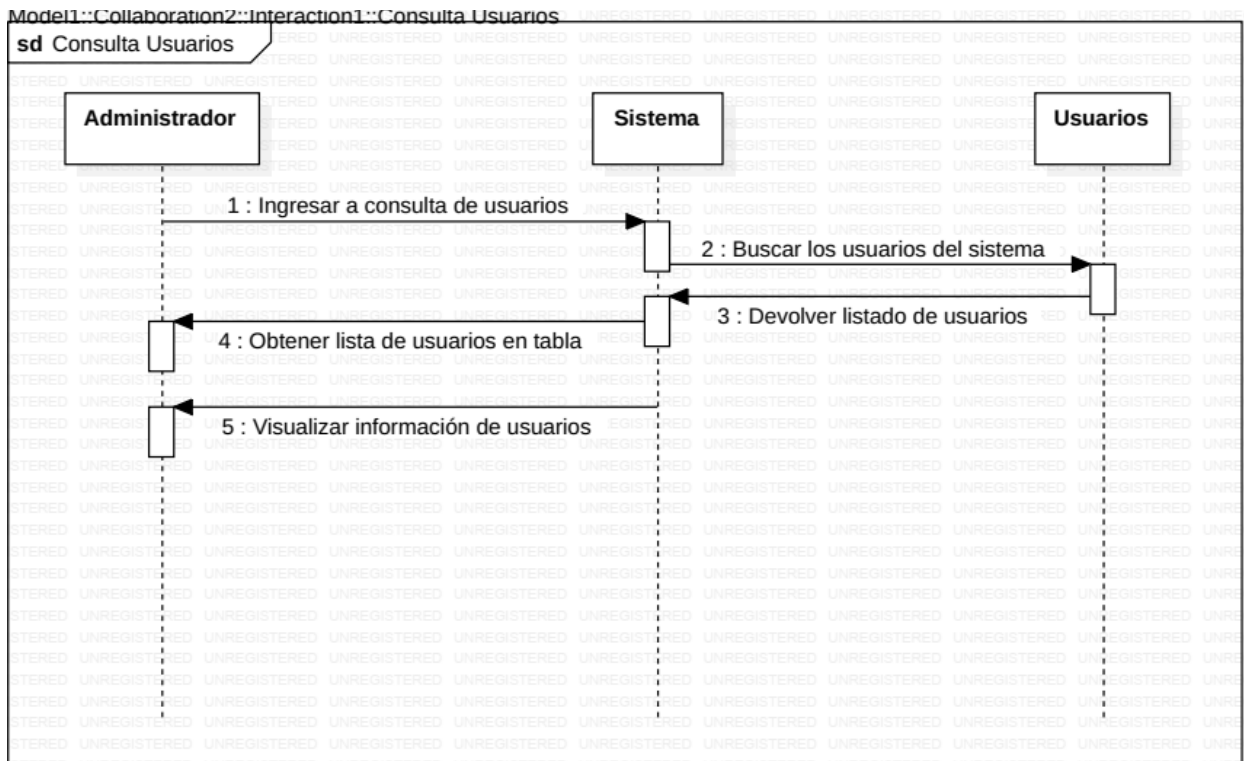 Model1::Collaboration2::Interaction1::Consulta Usuarios
sd Consulta Usuarios
Administrador
Sistema
Usuarios
1 : Ingresar a consulta de usuarios
2 : Buscar los usuarios del sistema
3 : Devolver listado de usuarios
4 : Obtener lista de usuarios en tabla
5 : Visualizar información de usuarios
UNREGISTERED